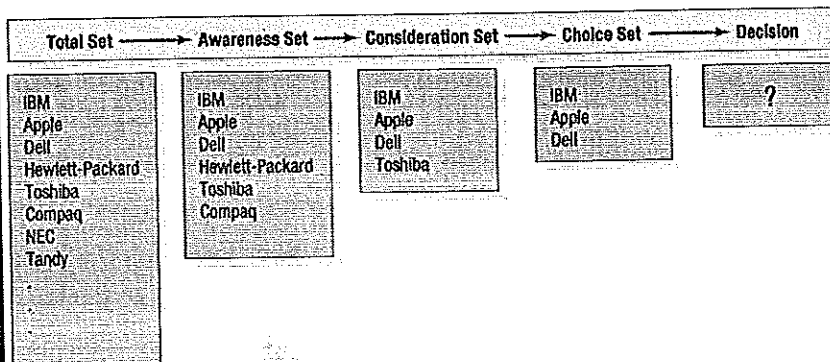 Total Set → Awareness Set → Consideration Set → Choice Set → Decision
IBM
Apple
Dell
Hewlett-Packard
Toshiba
Compaq
NEC
Tandy
.
.
.
IBM
Apple
Dell
Hewlett-Packard
Toshiba
Compaq
IBM
Apple
Dell
Toshiba
IBM
Apple
Dell
?